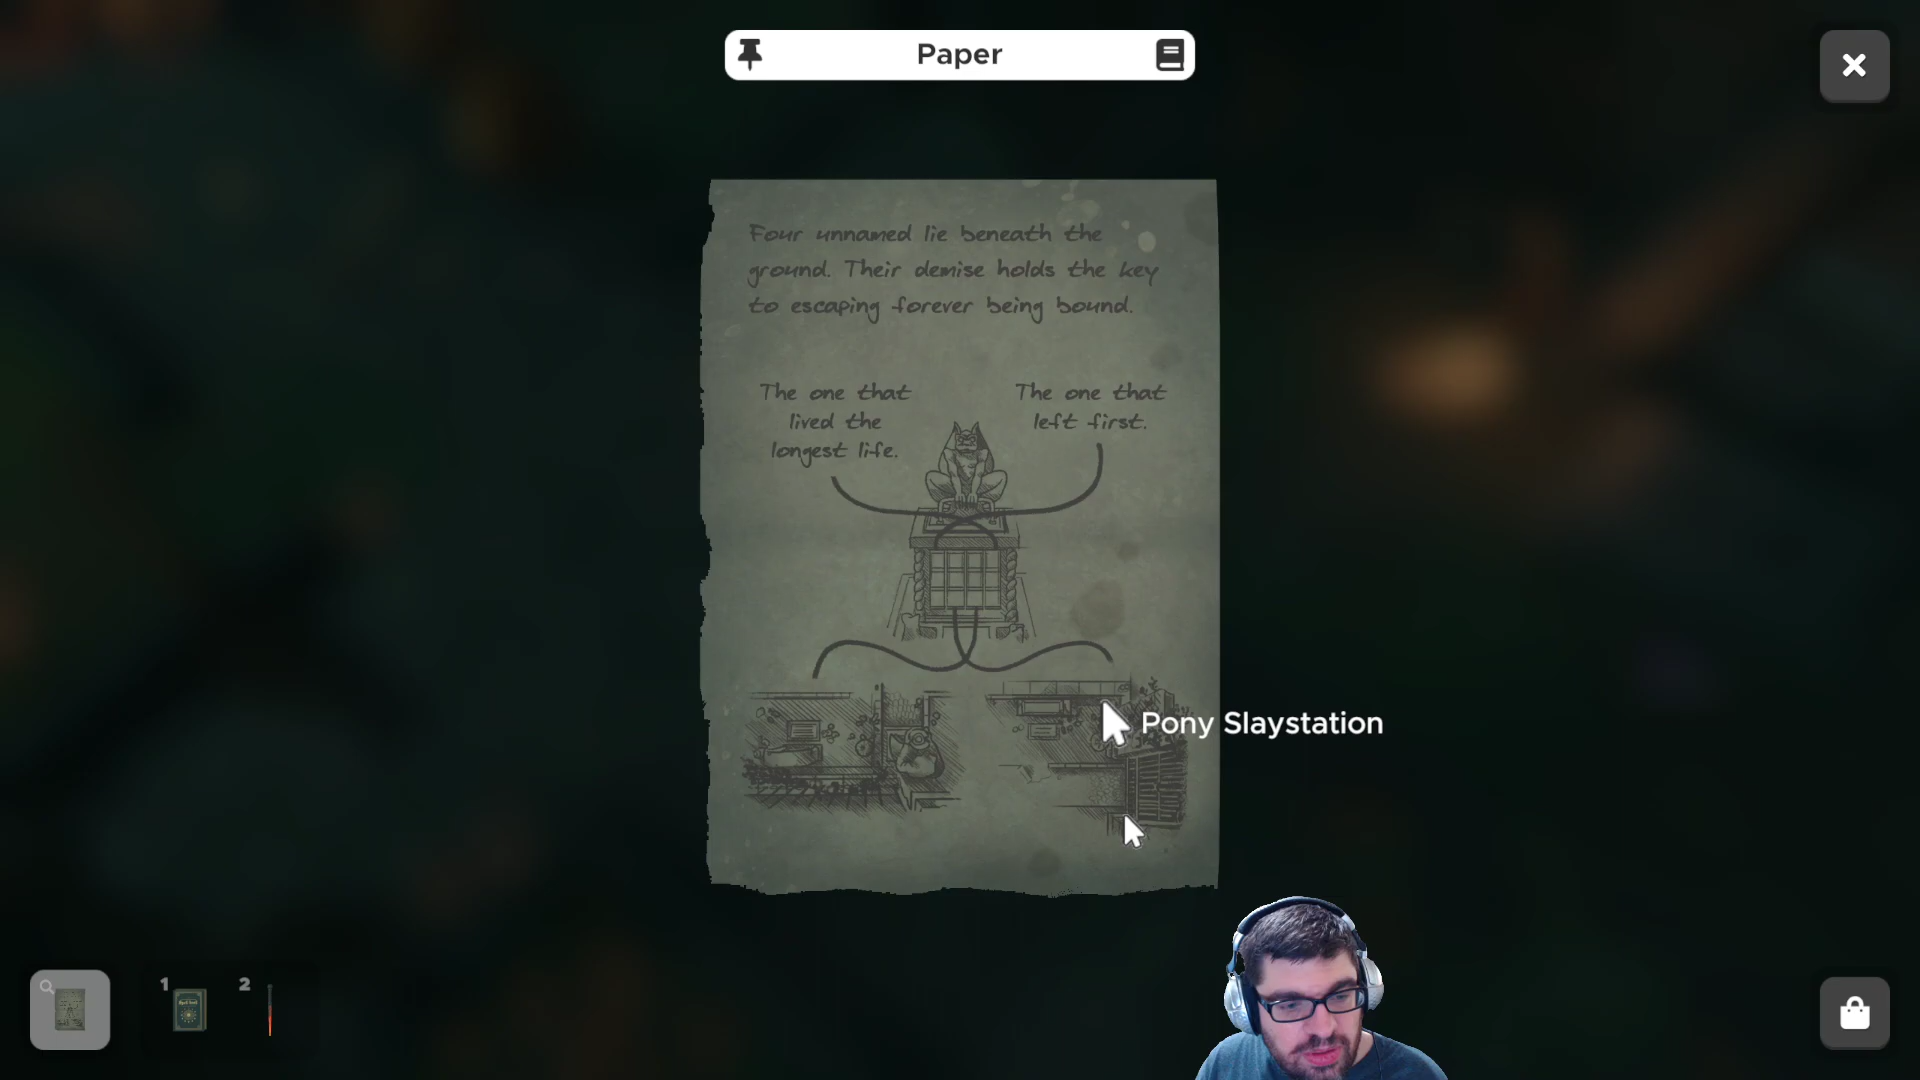 Paper
Four unnamed lie beneath the
ground. Their demise holds the key
to escaping forever being bound.
The one that
lived the
longest life.
The one that
left first.
Pony Slaystation
1
2